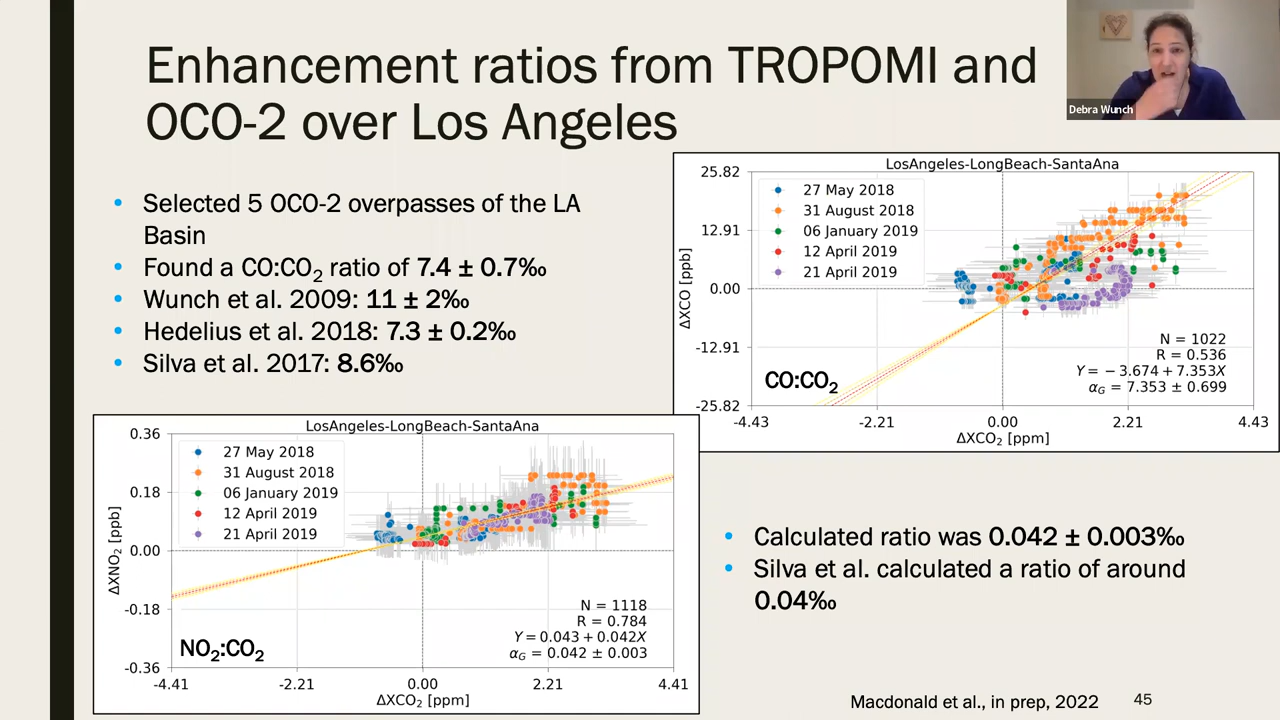 Enhancement ratios from TROPOMI and
OCO-2 over Los Angeles
Debra Wunch
• Selected 5 OCO-2 overpasses of the LA
Basin
• Found a CO:CO₂ ratio of 7.4 ± 0.7‰
• Wunch et al. 2009: 11 ± 2‰
• Hedelius et al. 2018: 7.3 ± 0.2‰
• Silva et al. 2017: 8.6‰
LosAngeles-LongBeach-SantaAna
25.82
12.91
0.00
-12.91
-25.82
ΔXCO [ppb]
27 May 2018
31 August 2018
06 January 2019
12 April 2019
21 April 2019
N = 1022
R = 0.536
Y = − 3.674 + 7.353X
αG = 7.353 ± 0.699
CO:CO₂
-4.43
-2.21
0.00
2.21
4.43
ΔXCO₂ [ppm]
LosAngeles-LongBeach-SantaAna
0.36
0.18
0.00
-0.18
-0.36
ΔXNO₂ [ppb]
27 May 2018
31 August 2018
06 January 2019
12 April 2019
21 April 2019
N = 1118
R = 0.784
Y = 0.043 + 0.042X
αG = 0.042 ± 0.003
NO₂:CO₂
-4.41
-2.21
0.00
2.21
4.41
ΔXCO₂ [ppm]
• Calculated ratio was 0.042 ± 0.003‰
• Silva et al. calculated a ratio of around
0.04‰
Macdonald et al., in prep, 2022
45